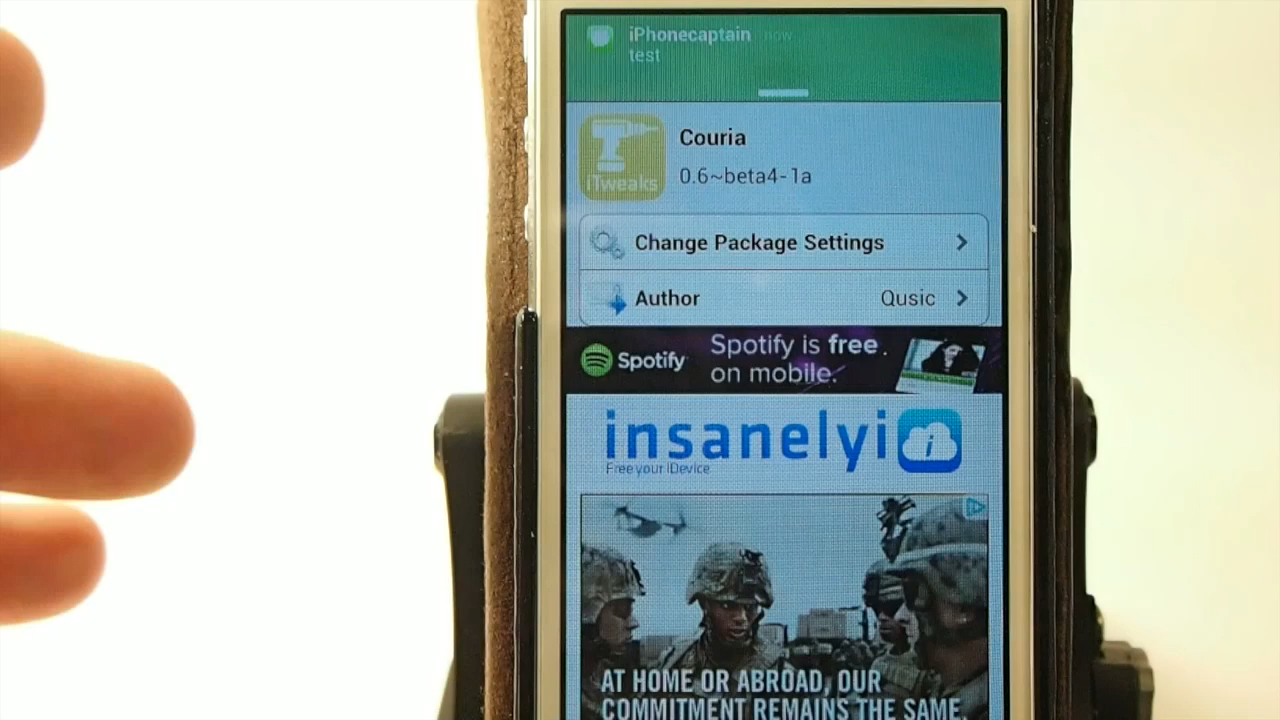 iPhonecaptain now
test
iTweaks
Couria
0.6~beta4-1a
Change Package Settings
Author Qusic
Spotify
Spotify is free.
on mobile.
insanelyi
i
Free your iDevice
AT HOME OR ABROAD, OUR
COMMITMENT REMAINS THE SAME.